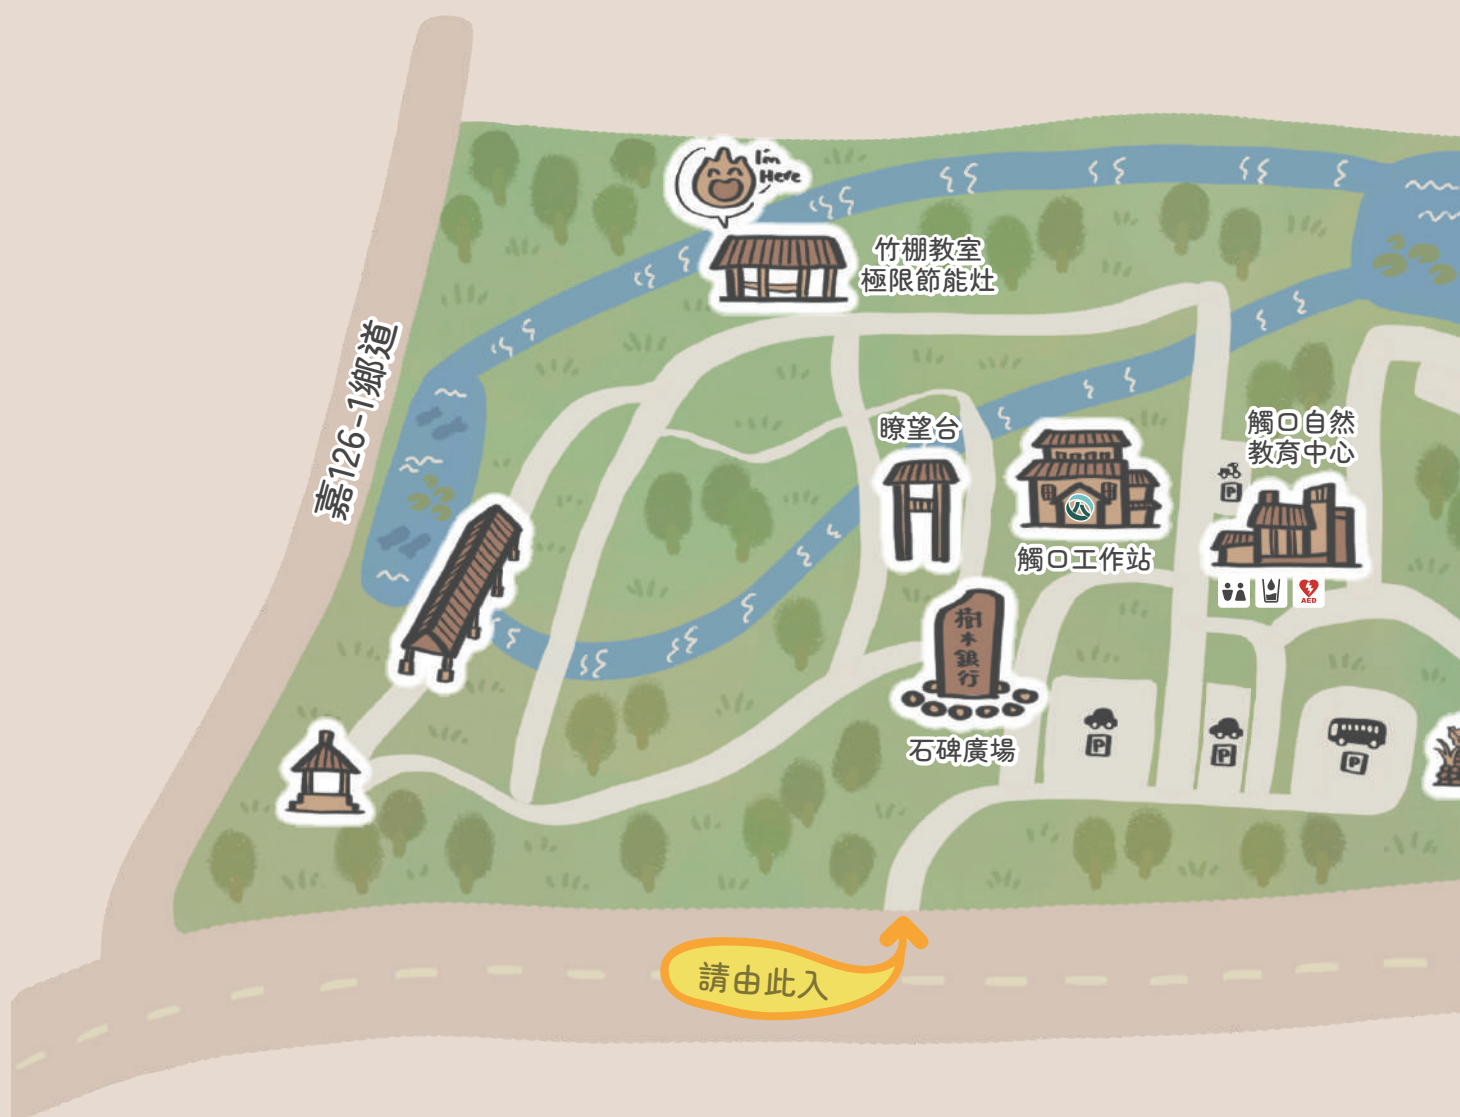 I'm
Here
竹棚教室
極限節能灶
嘉126-1鄉道
瞭望台
觸口自然
教育中心
P
觸口工作站
AED
樹木銀行
石碑廣場
P
P
P
請由此入